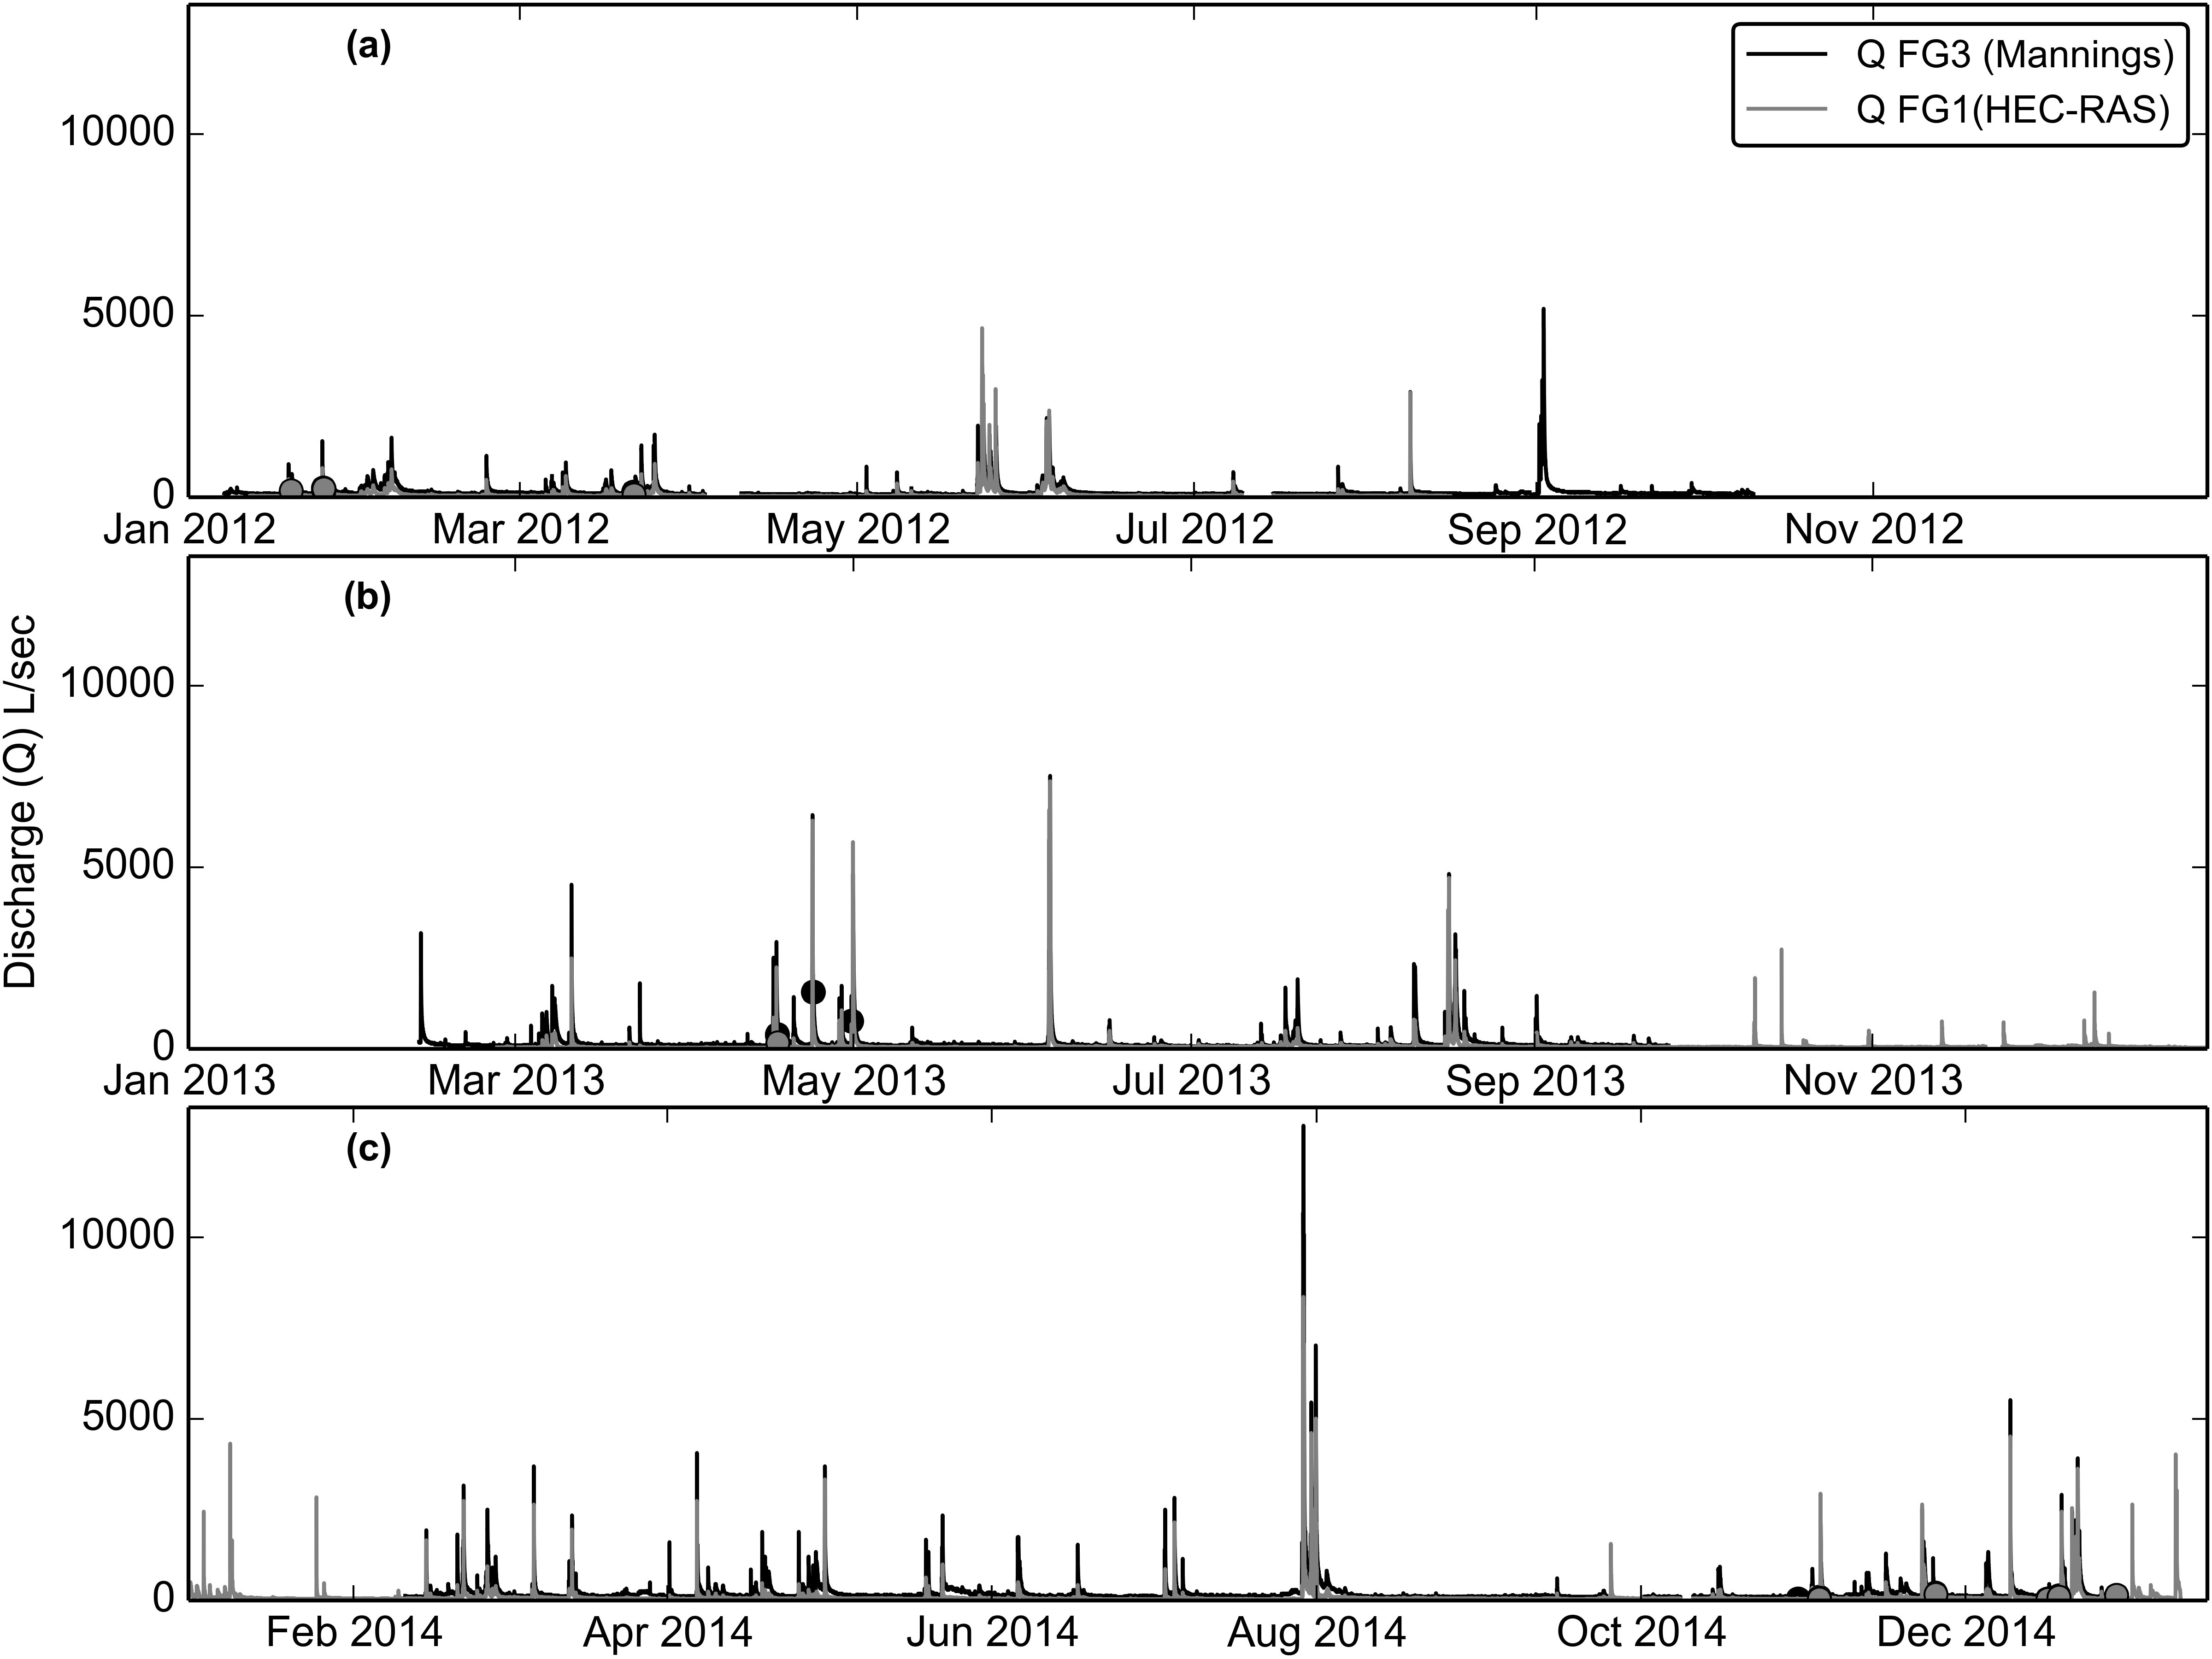 (a)
Q FG3 (Mannings)
Q FG1(HEC-RAS)
10000
5000
0
Jan 2012 Mar 2012 May 2012 Jul 2012 Sep 2012 Nov 2012
(b)
Discharge (Q) L/sec
10000
5000
0
Jan 2013 Mar 2013 May 2013 Jul 2013 Sep 2013 Nov 2013
(c)
10000
5000
0
Feb 2014 Apr 2014 Jun 2014 Aug 2014 Oct 2014 Dec 2014